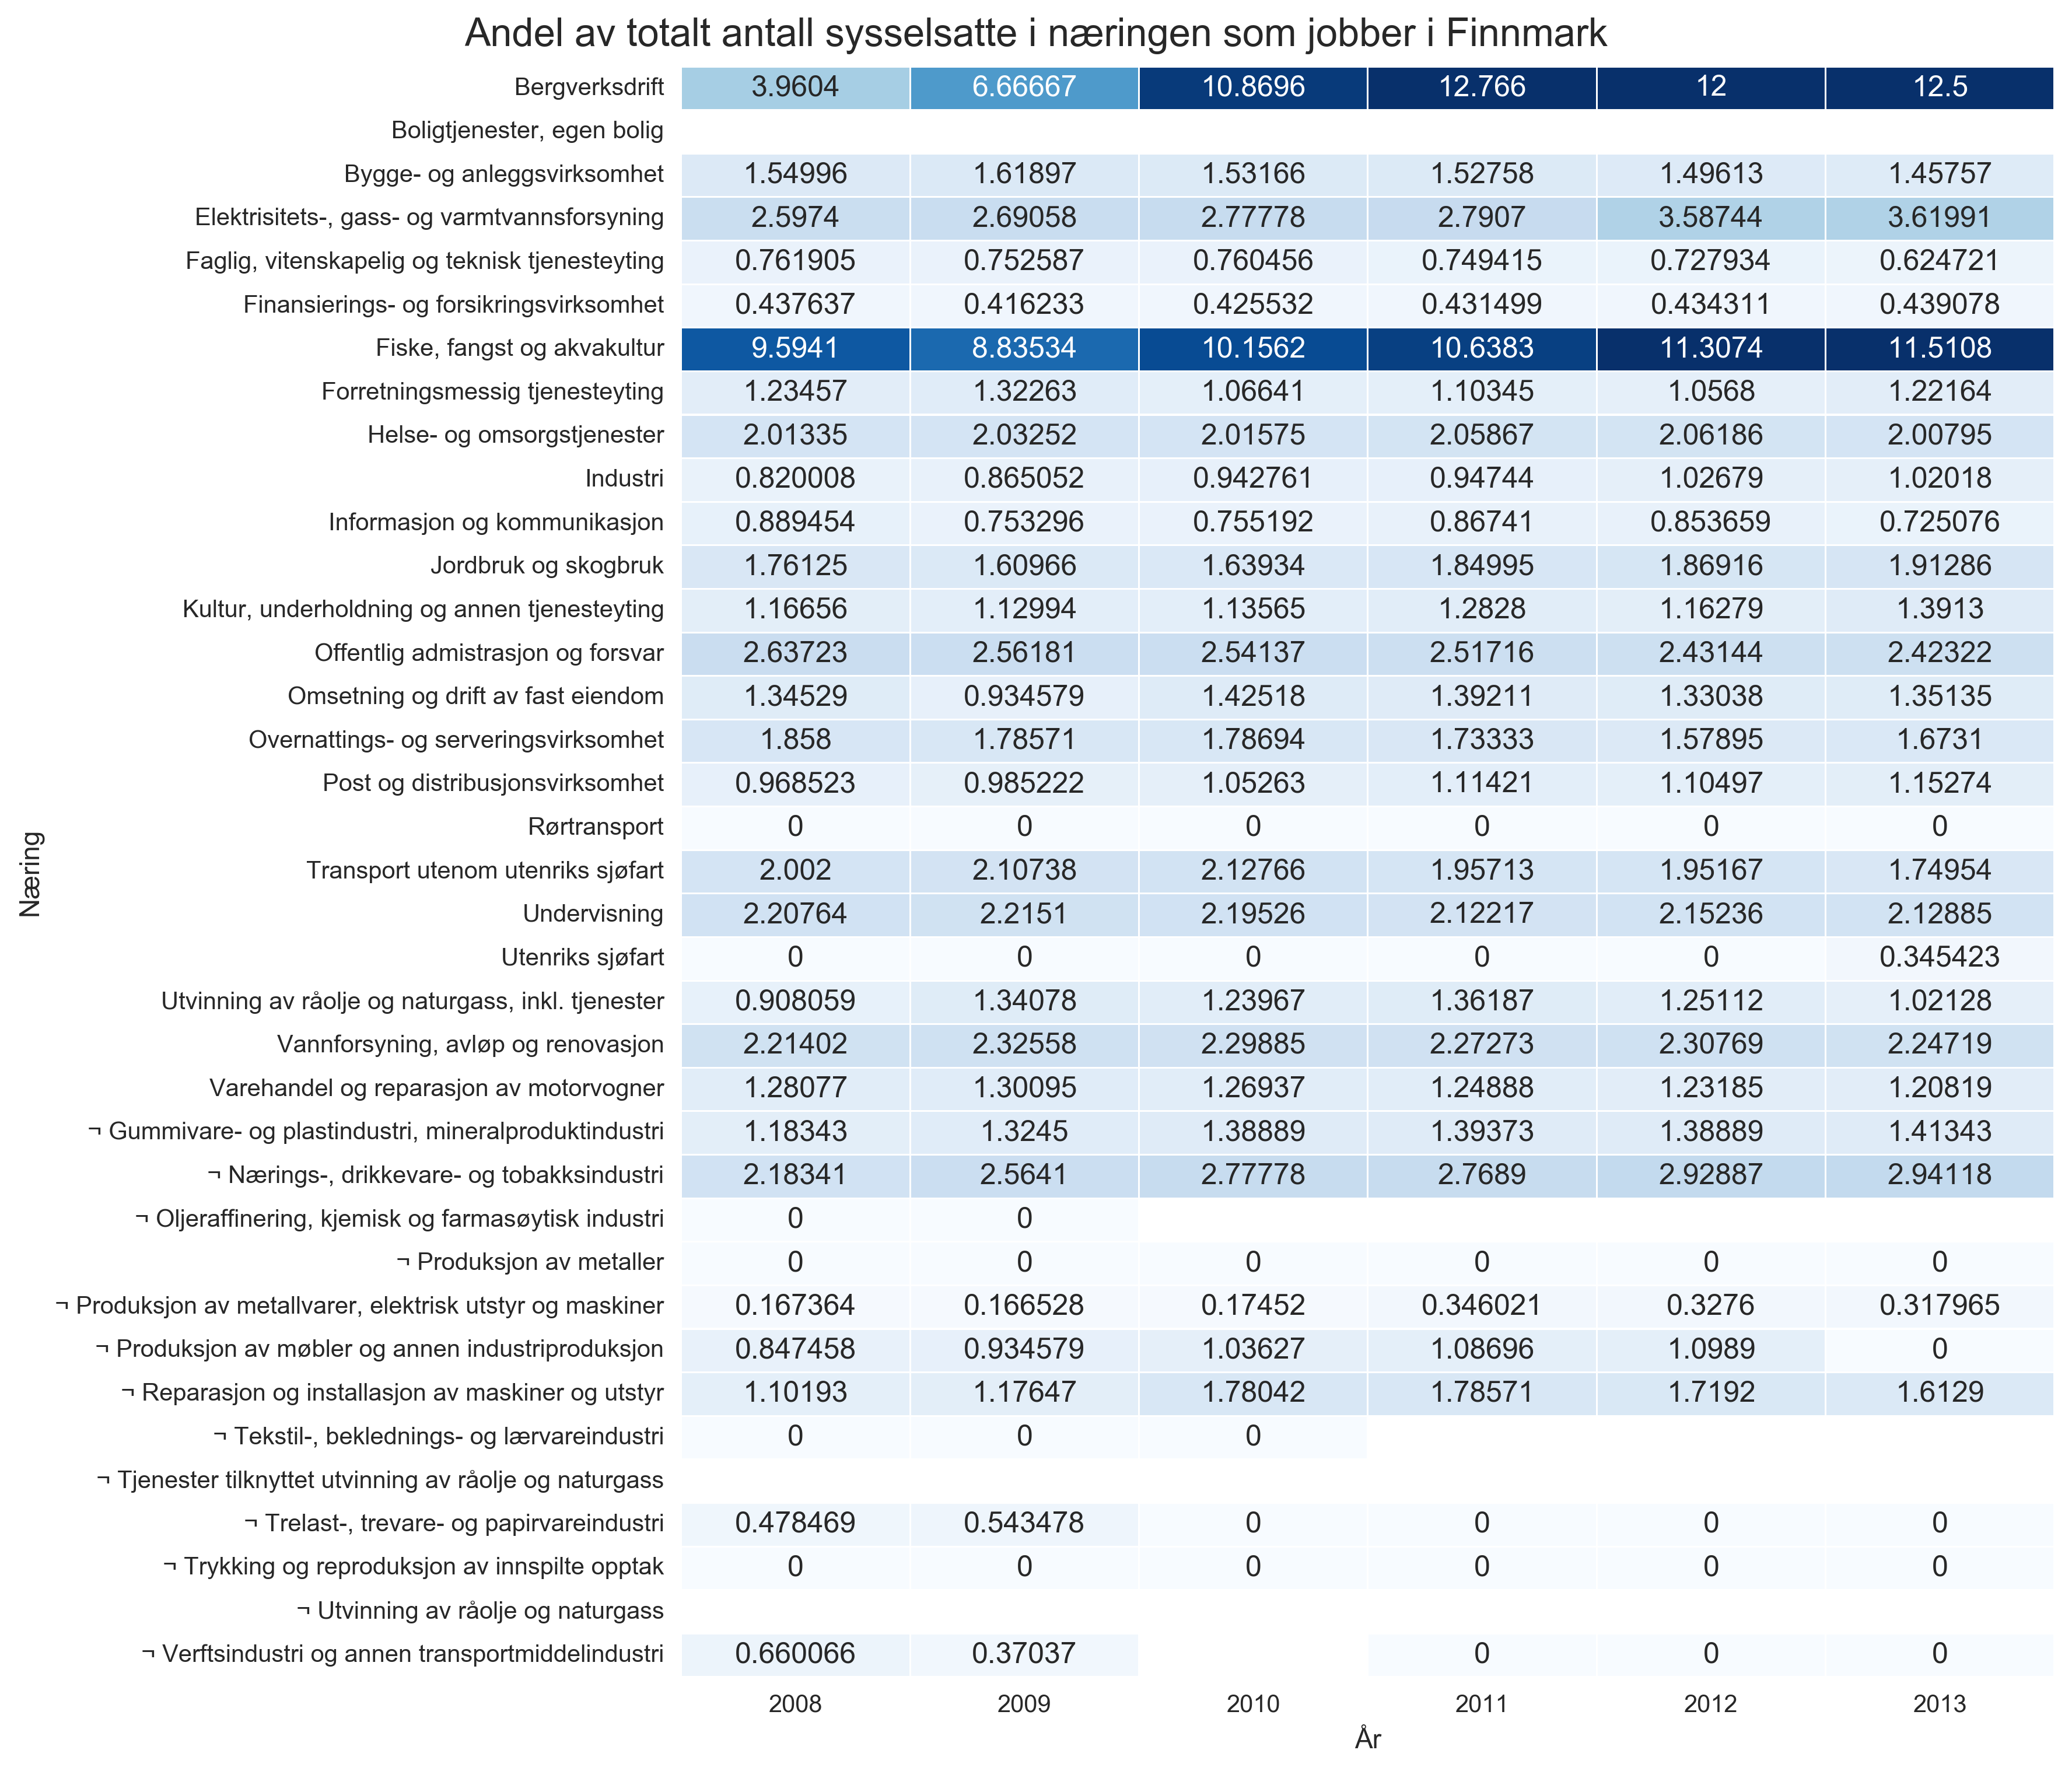 Andel av totalt antall sysselsatte i næringen som jobber i Finnmark
Bergverksdrift 3.9604 6.66667 10.8696 12.766 12 12.5
Boligtjenester, egen bolig
Bygge- og anleggsvirksomhet 1.54996 1.61897 1.53166 1.52758 1.49613 1.45757
Elektrisitets-, gass- og varmtvannsforsyning 2.5974 2.69058 2.77778 2.7907 3.58744 3.61991
Faglig, vitenskapelig og teknisk tjenesteyting 0.761905 0.752587 0.760456 0.749415 0.727934 0.624721
Finansierings- og forsikringsvirksomhet 0.437637 0.416233 0.425532 0.431499 0.434311 0.439078
Fiske, fangst og akvakultur 9.5941 8.83534 10.1562 10.6383 11.3074 11.5108
Forretningsmessig tjenesteyting 1.23457 1.32263 1.06641 1.10345 1.0568 1.22164
Helse- og omsorgstjenester 2.01335 2.03252 2.01575 2.05867 2.06186 2.00795
Industri 0.820008 0.865052 0.942761 0.94744 1.02679 1.02018
Informasjon og kommunikasjon 0.889454 0.753296 0.755192 0.86741 0.853659 0.725076
Jordbruk og skogbruk 1.76125 1.60966 1.63934 1.84995 1.86916 1.91286
Kultur, underholdning og annen tjenesteyting 1.16656 1.12994 1.13565 1.2828 1.16279 1.3913
Offentlig admistrasjon og forsvar 2.63723 2.56181 2.54137 2.51716 2.43144 2.42322
Omsetning og drift av fast eiendom 1.34529 0.934579 1.42518 1.39211 1.33038 1.35135
Overnattings- og serveringsvirksomhet 1.858 1.78571 1.78694 1.73333 1.57895 1.6731
Post og distribusjonsvirksomhet 0.968523 0.985222 1.05263 1.11421 1.10497 1.15274
Rørtransport 0 0 0 0 0 0
Transport utenom utenriks sjøfart 2.002 2.10738 2.12766 1.95713 1.95167 1.74954
Undervisning 2.20764 2.2151 2.19526 2.12217 2.15236 2.12885
Utenriks sjøfart 0 0 0 0 0 0.345423
Utvinning av råolje og naturgass, inkl. tjenester 0.908059 1.34078 1.23967 1.36187 1.25112 1.02128
Vannforsyning, avløp og renovasjon 2.21402 2.32558 2.29885 2.27273 2.30769 2.24719
Varehandel og reparasjon av motorvogner 1.28077 1.30095 1.26937 1.24888 1.23185 1.20819
¬ Gummivare- og plastindustri, mineralproduktindustri 1.18343 1.3245 1.38889 1.39373 1.38889 1.41343
¬ Nærings-, drikkevare- og tobakksindustri 2.18341 2.5641 2.77778 2.7689 2.92887 2.94118
¬ Oljeraffinering, kjemisk og farmasøytisk industri 0 0
¬ Produksjon av metaller 0 0 0 0 0 0
¬ Produksjon av metallvarer, elektrisk utstyr og maskiner 0.167364 0.166528 0.17452 0.346021 0.3276 0.317965
¬ Produksjon av møbler og annen industriproduksjon 0.847458 0.934579 1.03627 1.08696 1.0989 0
¬ Reparasjon og installasjon av maskiner og utstyr 1.10193 1.17647 1.78042 1.78571 1.7192 1.6129
¬ Tekstil-, beklednings- og lærvareindustri 0 0 0
¬ Tjenester tilknyttet utvinning av råolje og naturgass
¬ Trelast-, trevare- og papirvareindustri 0.478469 0.543478 0 0 0 0
¬ Trykking og reproduksjon av innspilte opptak 0 0 0 0 0 0
¬ Utvinning av råolje og naturgass
¬ Verftsindustri og annen transportmiddelindustri 0.660066 0.37037 0 0 0
2008 2009 2010 2011 2012 2013
År
Næring